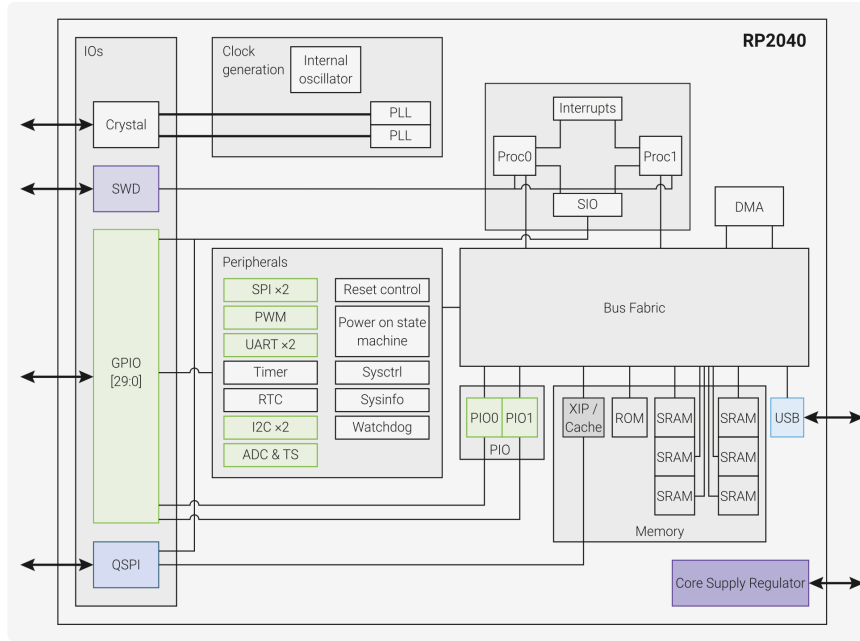 RP2040
IOs
Crystal
SWD
GPIO
[29:0]
QSPI
Clock
generation
Internal
oscillator
PLL
PLL
Interrupts
Proc0
Proc1
SIO
DMA
Peripherals
SPI ×2
PWM
UART ×2
Timer
RTC
I2C ×2
ADC & TS
Reset control
Power on state
machine
Sysctrl
Sysinfo
Watchdog
Bus Fabric
PIO0
PIO1
PIO
XIP /
Cache
ROM
SRAM
SRAM
SRAM
SRAM
SRAM
SRAM
Memory
USB
Core Supply Regulator